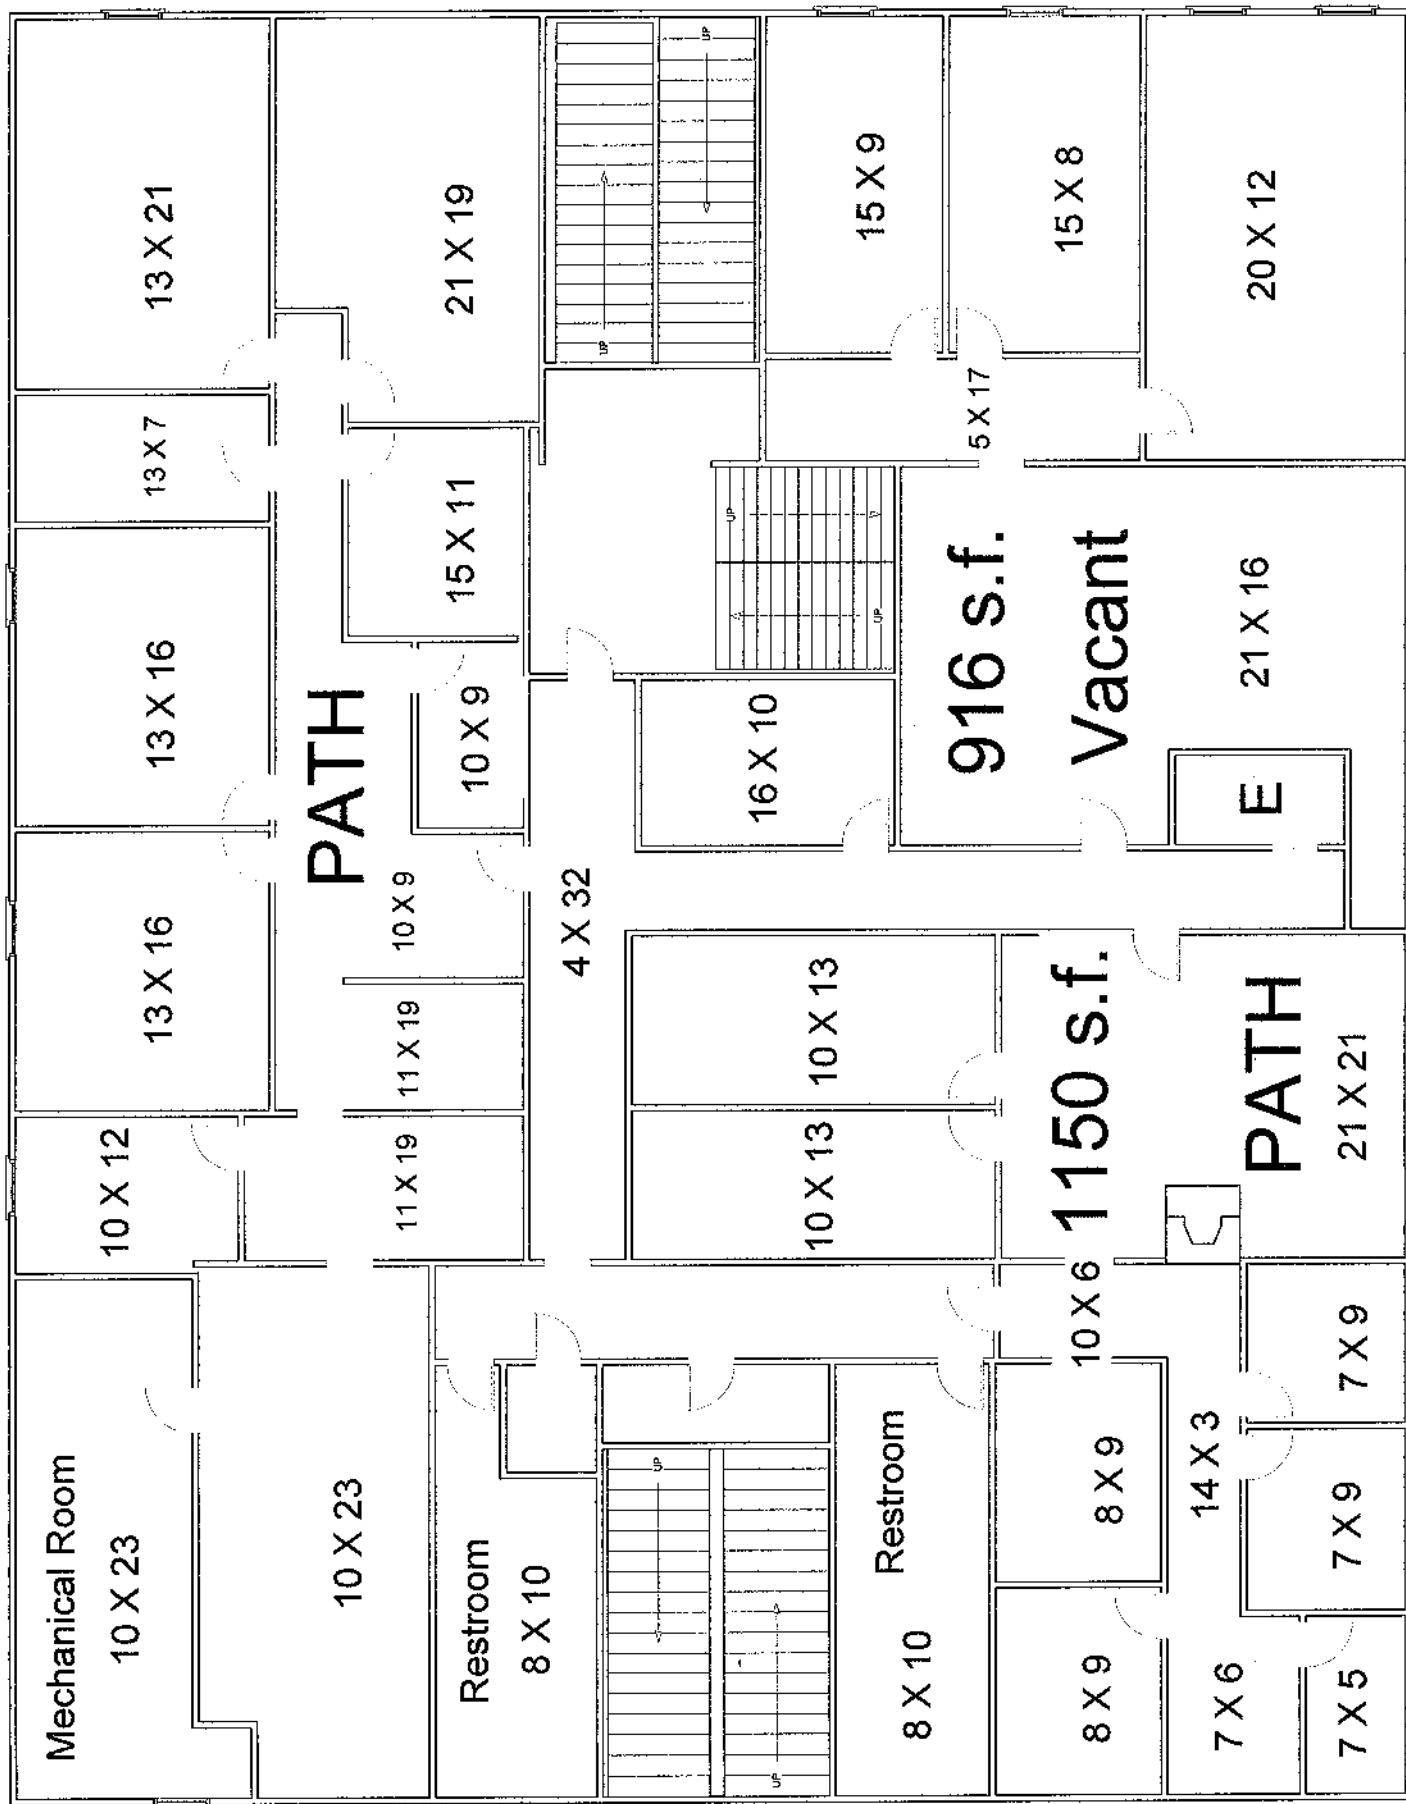 Mechanical Room
10 X 23
10 X 12
13 X 16
13 X 16
13 X 7
13 X 21
10 X 23
11 X 19
11 X 19
10 X 9
PATH
10 X 9
15 X 11
21 X 19
Restroom
8 X 10
4 X 32
UP
UP
UP
UP
UP
UP
16 X 10
10 X 13
10 X 13
15 X 9
Restroom
8 X 10
916 s.f.
Vacant
5 X 17
15 X 8
8 X 9
8 X 9
10 X 6
1150 s.f.
14 X 3
7 X 6
PATH
21 X 21
E
21 X 16
20 X 12
7 X 5
7 X 9
7 X 9